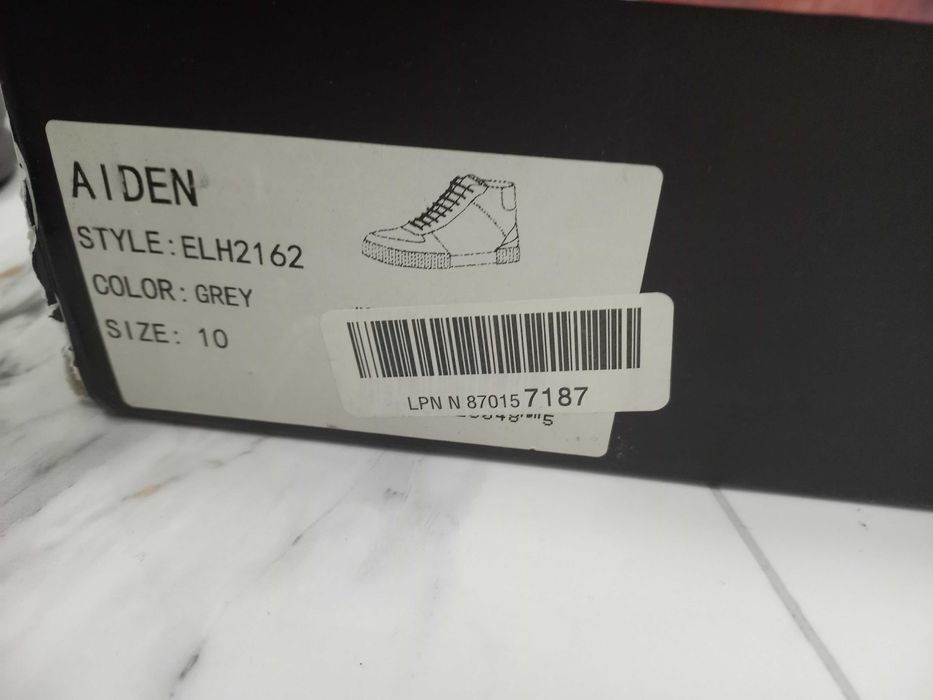 AIDEN
STYLE:ELH2162
COLOR: GREY
SIZE: 10
LPN N 870157187